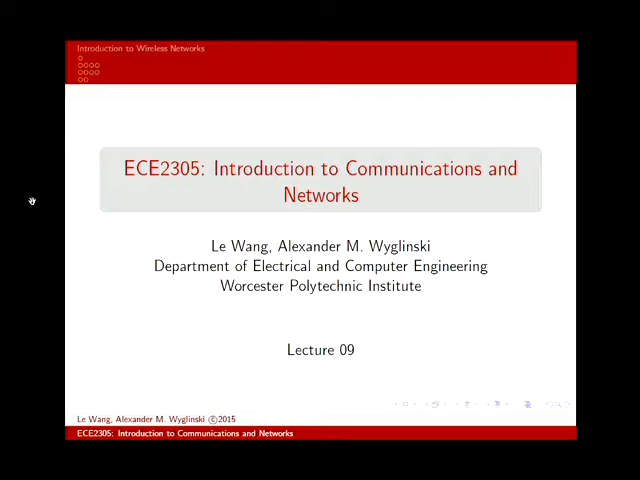 Introduction to Wireless Networks
ECE2305: Introduction to Communications and
Networks
Le Wang, Alexander M. Wyglinski
Department of Electrical and Computer Engineering
Worcester Polytechnic Institute
Lecture 09
Le Wang, Alexander M. Wyglinski ©2015
ECE2305: Introduction to Communications and Networks